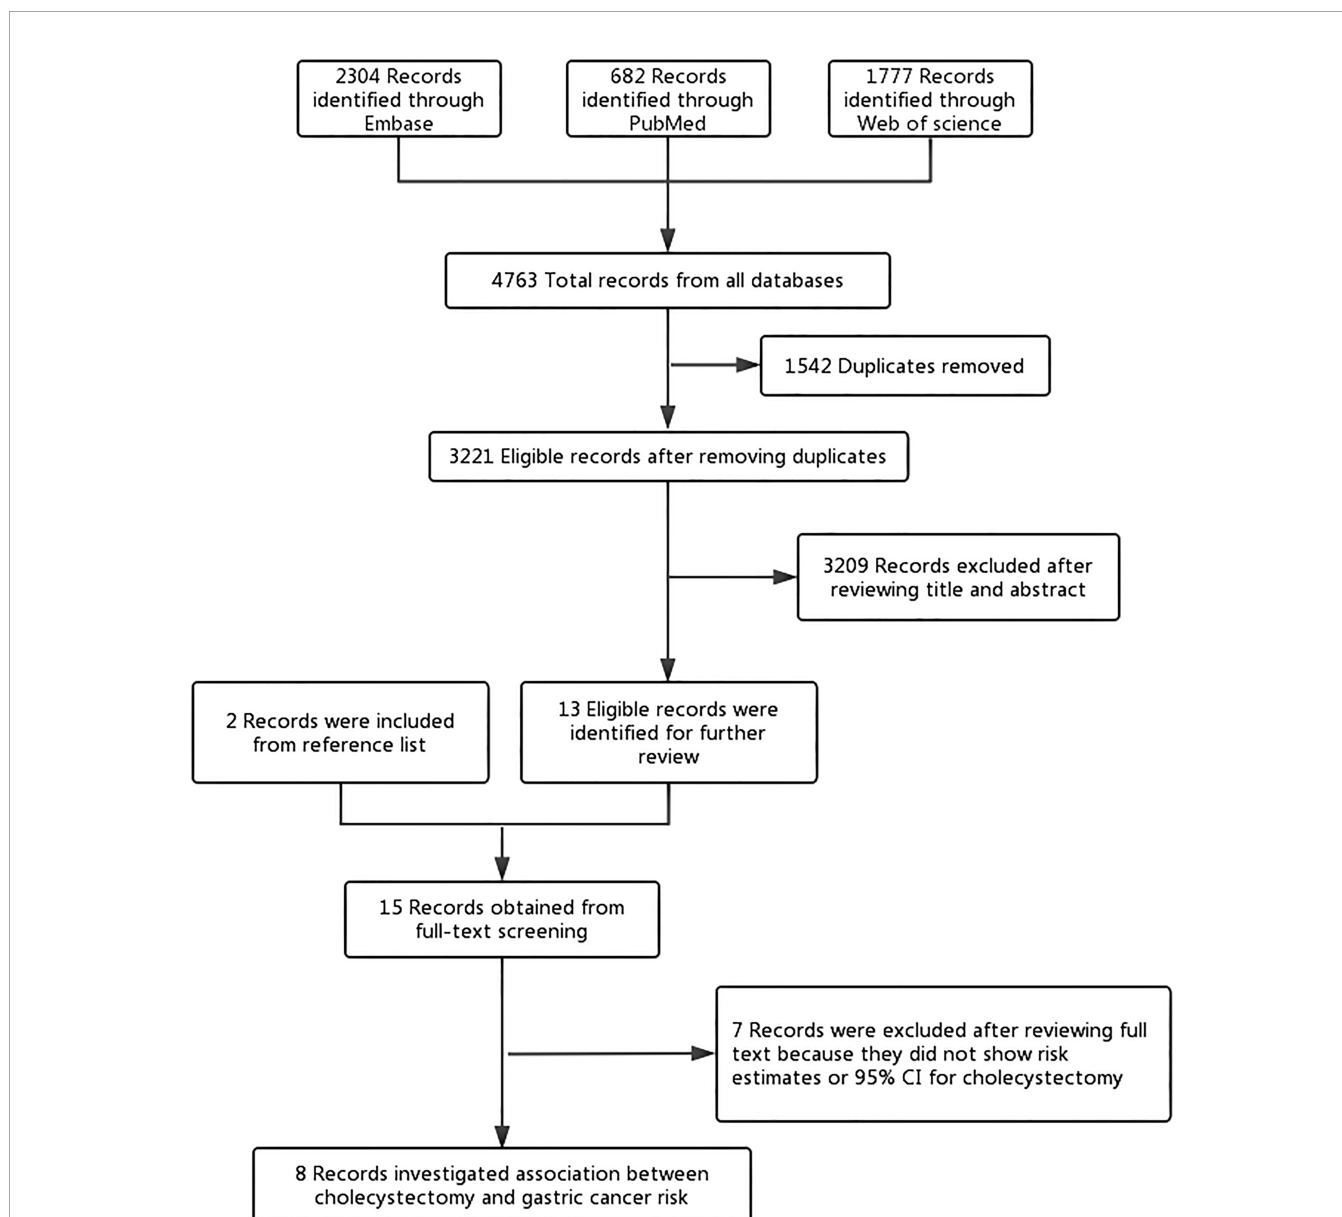 2304 Records
identified through
Embase
682 Records
identified through
PubMed
1777 Records
identified through
Web of science
4763 Total records from all databases
1542 Duplicates removed
3221 Eligible records after removing duplicates
3209 Records excluded after
reviewing title and abstract
2 Records were included
from reference list
13 Eligible records were
identified for further
review
15 Records obtained from
full-text screening
7 Records were excluded after reviewing full
text because they did not show risk
estimates or 95% CI for cholecystectomy
8 Records investigated association between
cholecystectomy and gastric cancer risk